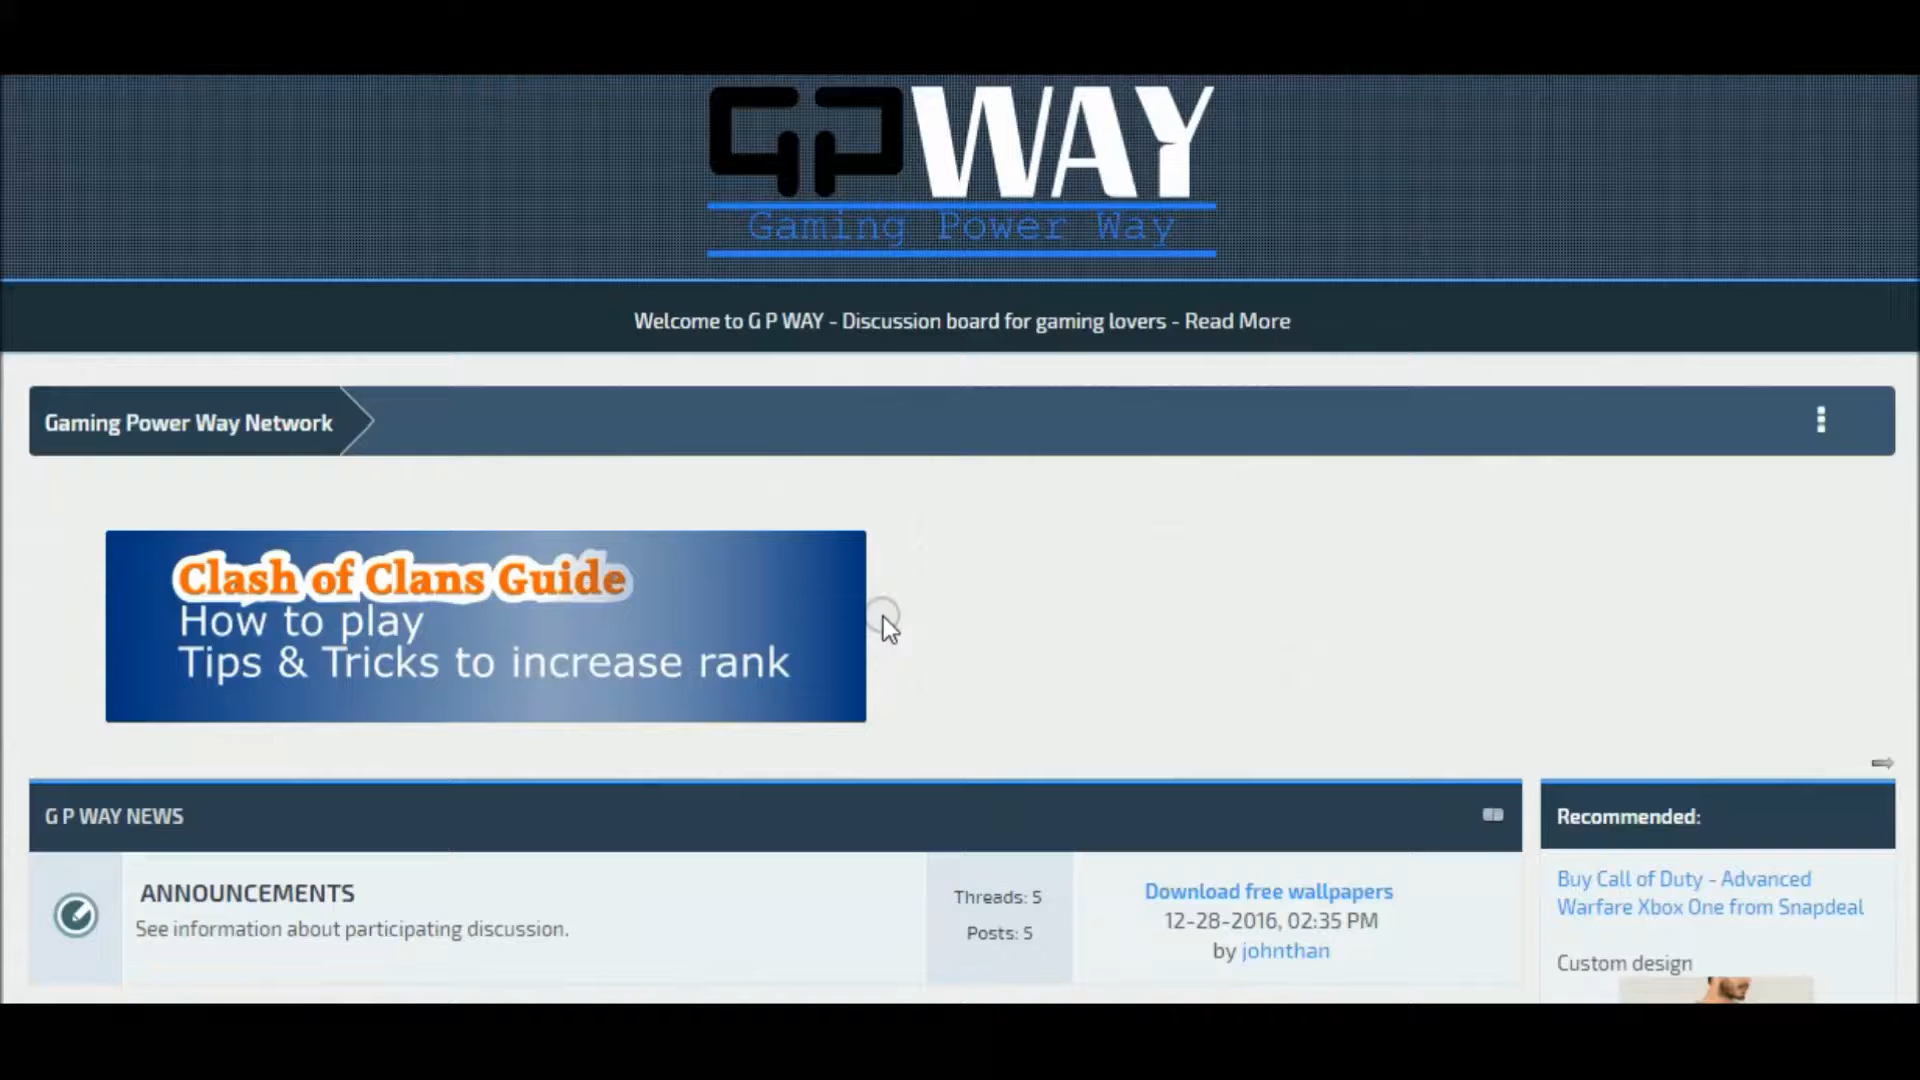 GPWAY
Gaming Power Way
Welcome to G P WAY - Discussion board for gaming lovers - Read More
Gaming Power Way Network
Clash of Clans Guide
How to play
Tips & Tricks to increase rank
G P WAY NEWS
ANNOUNCEMENTS
See information about participating discussion.
Threads: 5
Posts: 5
Download free wallpapers
12-28-2016, 02:35 PM
by johnthan
Recommended:
Buy Call of Duty - Advanced
Warfare Xbox One from Snapdeal
Custom design